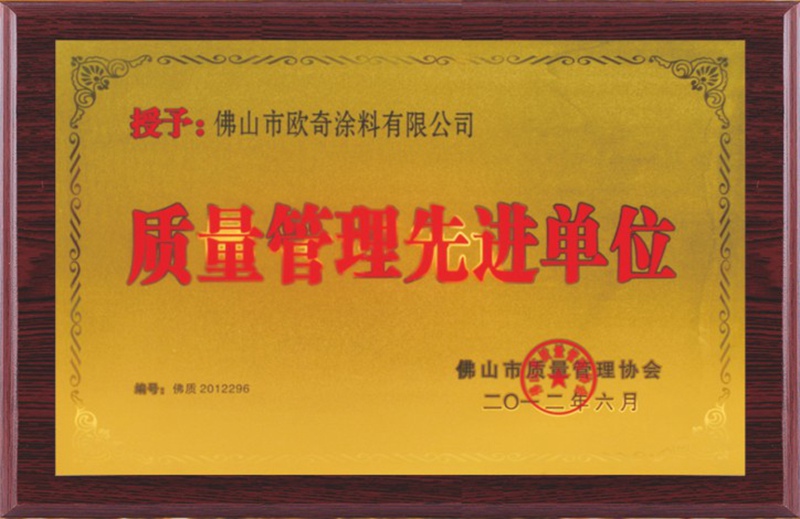 授予：佛山市欧奇涂料有限公司
质量管理先进单位
编号：佛质 2012296
佛山市质量管理协会
二〇一二年六月